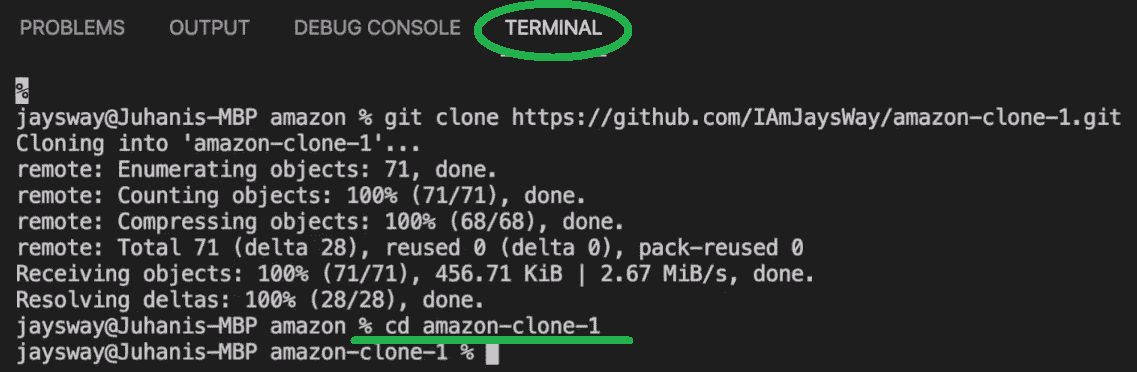 PROBLEMS OUTPUT DEBUG CONSOLE TERMINAL
%
jaysway@Juhanis-MBP amazon % git clone https://github.com/IAmJaysWay/amazon-clone-1.git
Cloning into 'amazon-clone-1'...
remote: Enumerating objects: 71, done.
remote: Counting objects: 100% (71/71), done.
remote: Compressing objects: 100% (68/68), done.
remote: Total 71 (delta 28), reused 0 (delta 0), pack-reused 0
Receiving objects: 100% (71/71), 456.71 KiB | 2.67 MiB/s, done.
Resolving deltas: 100% (28/28), done.
jaysway@Juhanis-MBP amazon % cd amazon-clone-1
jaysway@Juhanis-MBP amazon-clone-1 %